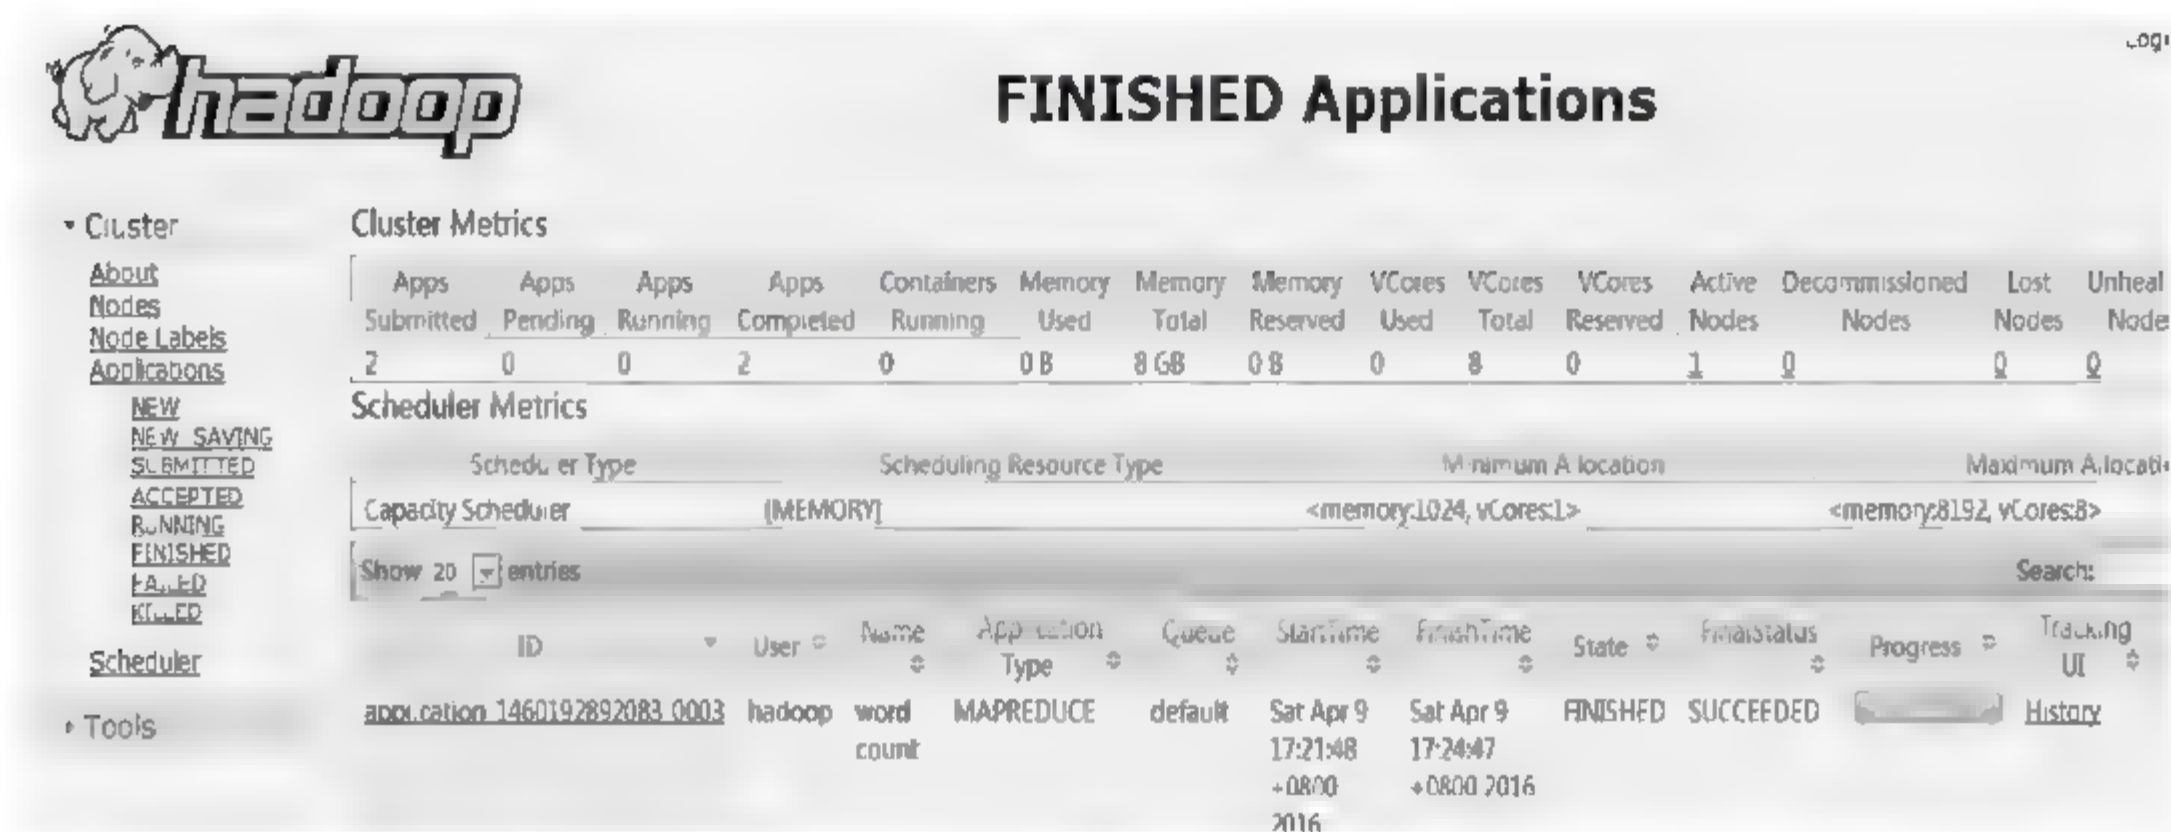 hadoop
FINISHED Applications
Cluster
About
Nodes
Node Labels
Applications
NEW
NEW_SAVING
SUBMITTED
ACCEPTED
RUNNING
FINISHED
FAILED
KILLED
Scheduler
Tools
Cluster Metrics
Apps Submitted Apps Pending Apps Running Apps Completed Containers Running Memory Used Memory Total Memory Reserved VCores Used VCores Total VCores Reserved Active Nodes Decommissioned Nodes Lost Nodes Unheal Node
2 0 0 2 0 0 B 8 GB 0 B 0 8 0 1 0 0 0
Scheduler Metrics
Scheduler Type Scheduling Resource Type Minimum Allocation Maximum Allocati
Capacity Scheduler [MEMORY] <memory:1024, vCores:1> <memory:8192, vCores:8>
Show 20 entries Search:
ID User Name Application Type Queue StartTime FinishTime State FinalStatus Progress Tracking UI
application_1460192892083_0003 hadoop word MAPREDUCE default Sat Apr 9 Sat Apr 9 FINISHED SUCCEEDED History
count 17:21:48 17:24:47
+0800 +0800 2016
2016